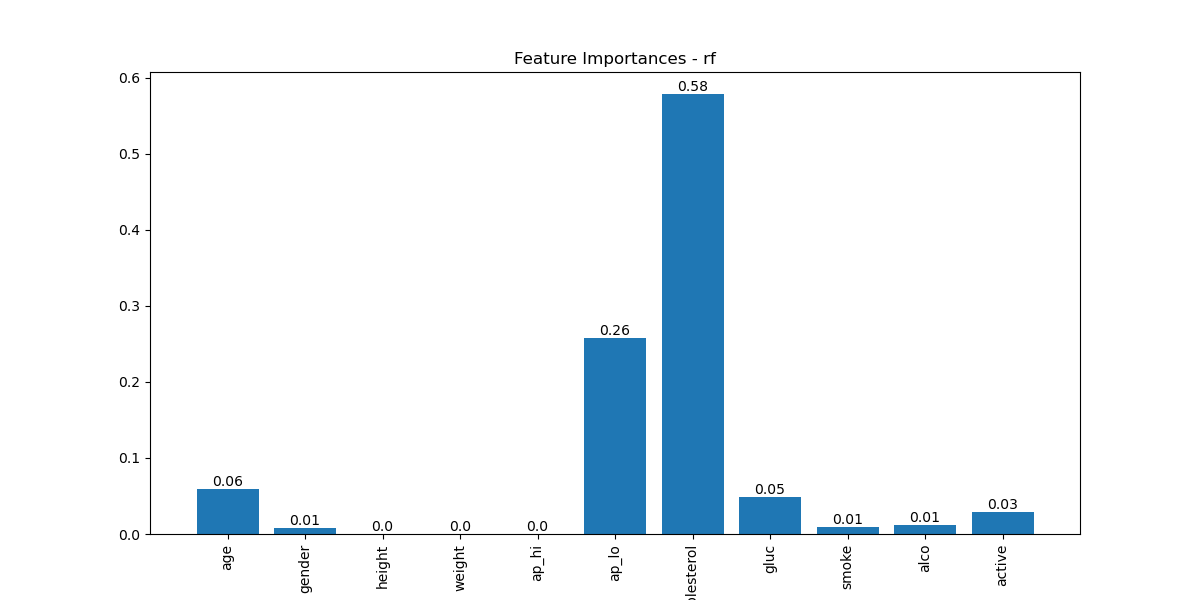 Feature Importances - rf
0.6
0.5
0.4
0.3
0.2
0.1
0.0
0.06
0.01
0.0
0.0
0.0
0.26
0.58
0.05
0.01
0.01
0.03
age
gender
height
weight
ap_hi
ap_lo
olesterol
gluc
smoke
alco
active